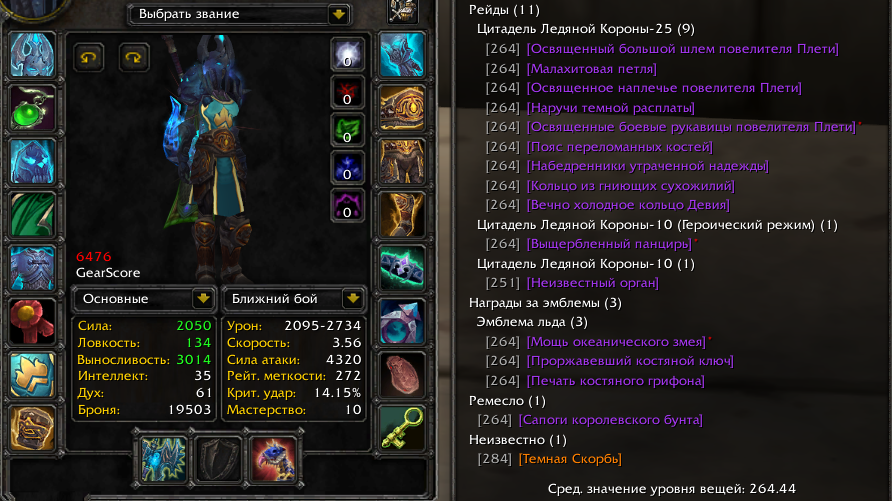 Выбрать звание
0
0
0
0
0
6476
GearScore
Основные
Ближний бой
Сила: 2050
Ловкость: 134
Выносливость: 3014
Интеллект: 35
Дух: 61
Броня: 19503
Урон: 2095-2734
Скорость: 3.56
Сила атаки: 4320
Рейт. меткости: 272
Крит. удар: 14.15%
Мастерство: 10
Рейды (11)
Цитадель Ледяной Короны-25 (9)
[264] [Освященный большой шлем повелителя Плети]
[264] [Малахитовая петля]
[264] [Освященное наплечье повелителя Плети]
[264] [Наручи темной расплаты]
[264] [Освященные боевые рукавицы повелителя Плети]*
[264] [Пояс переломанных костей]
[264] [Набедренники утраченной надежды]
[264] [Кольцо из гниющих сухожилий]
[264] [Вечно холодное кольцо Девия]
Цитадель Ледяной Короны-10 (Героический режим) (1)
[264] [Выщербленный панцирь]*
Цитадель Ледяной Короны-10 (1)
[251] [Неизвестный орган]
Награды за эмблемы (3)
Эмблема льда (3)
[264] [Мощь океанического змея]*
[264] [Проржавевший костяной ключ]
[264] [Печать костяного грифона]
Ремесло (1)
[264] [Сапоги королевского бунта]
Неизвестно (1)
[284] [Темная Скорбь]
Сред. значение уровня вещей: 264.44